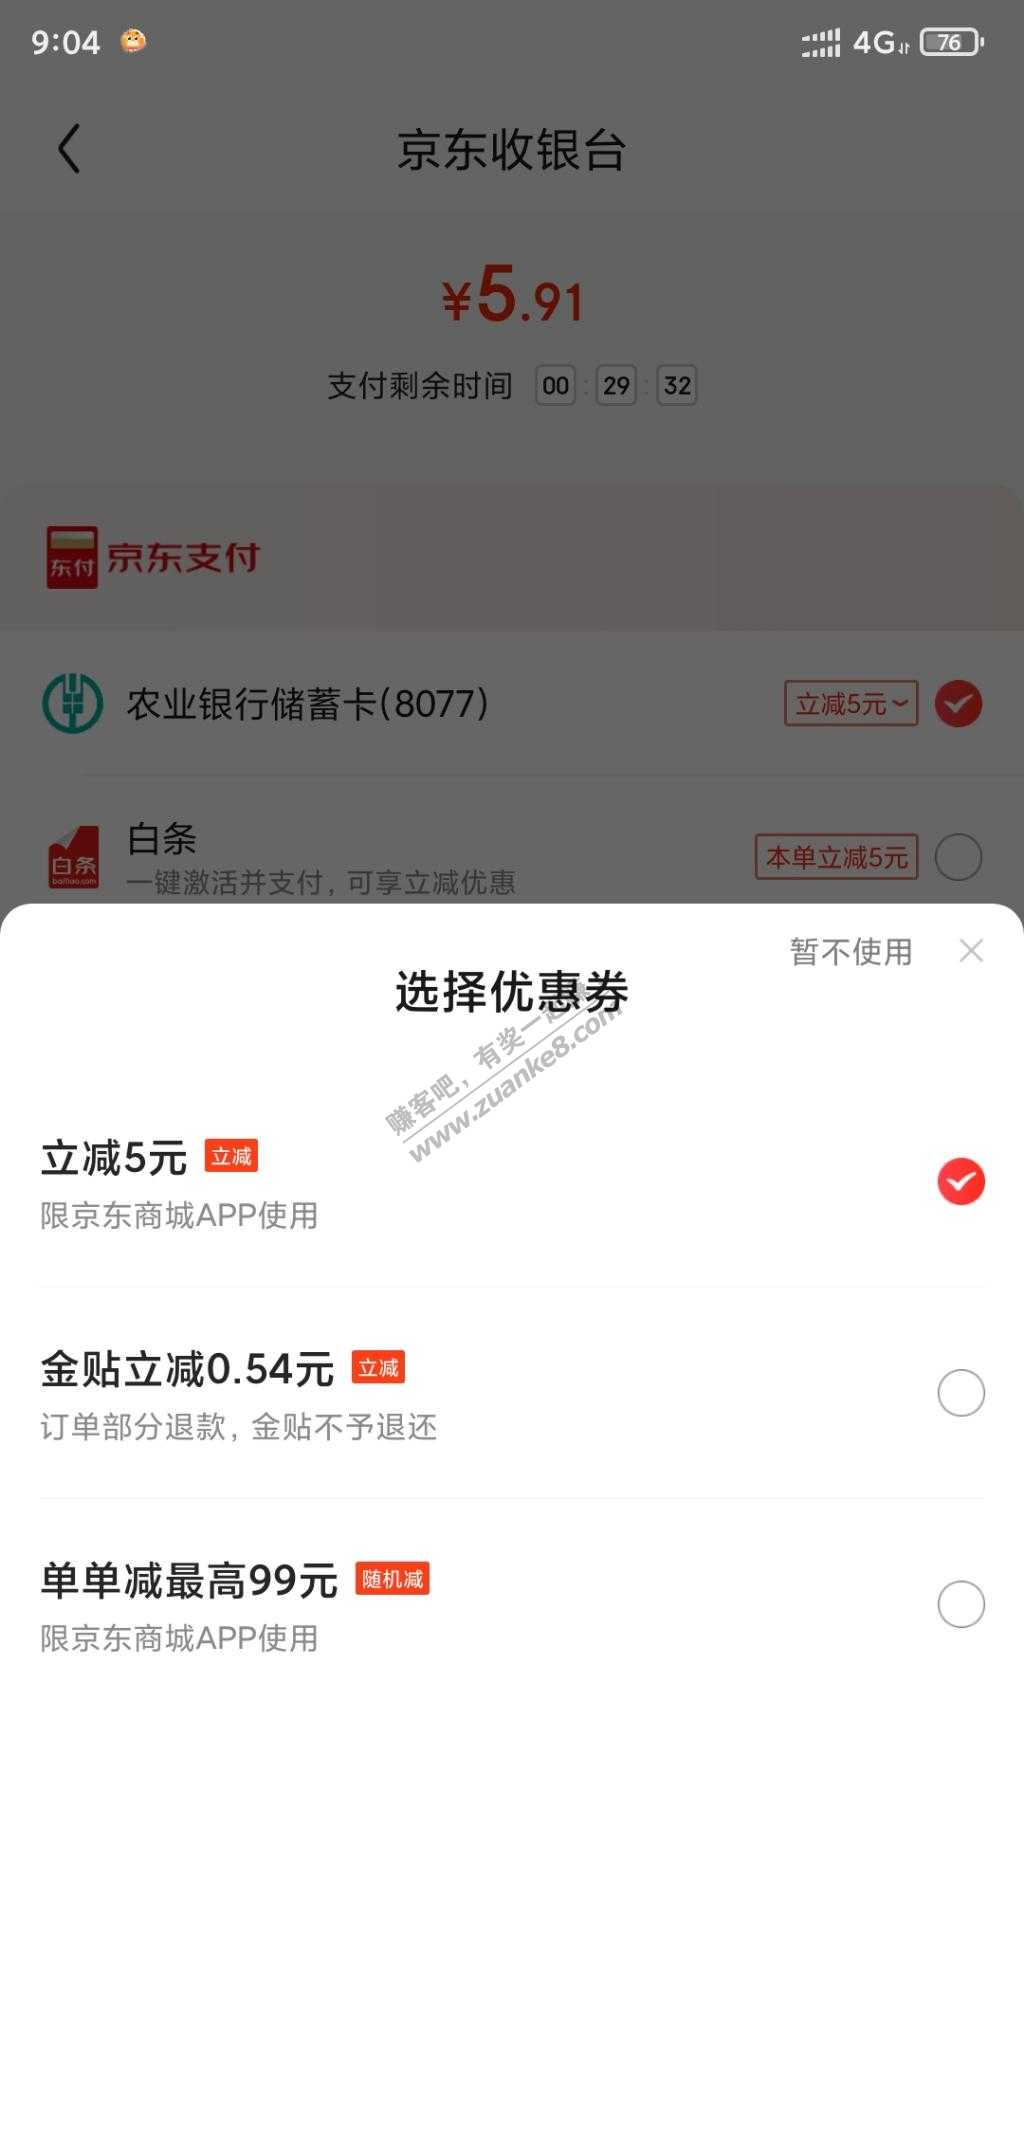 9:04 4G 76
京东收银台
¥5.91
支付剩余时间 00:29:32
东付 京东支付
农业银行储蓄卡(8077) 立减5元
白条 baitiao.com 白条 本单立减5元
一键激活并支付，可享立减优惠
暂不使用
选择优惠券
赚客吧，有奖一起赚
www.zuanke8.com
立减5元 立减
限京东商城APP使用
金贴立减0.54元 立减
订单部分退款，金贴不予退还
单单减最高99元 随机减
限京东商城APP使用